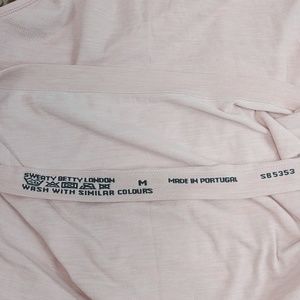 SWEATY BETTY LONDON
M MADE IN PORTUGAL SB5353
WASH WITH SIMILAR COLOURS